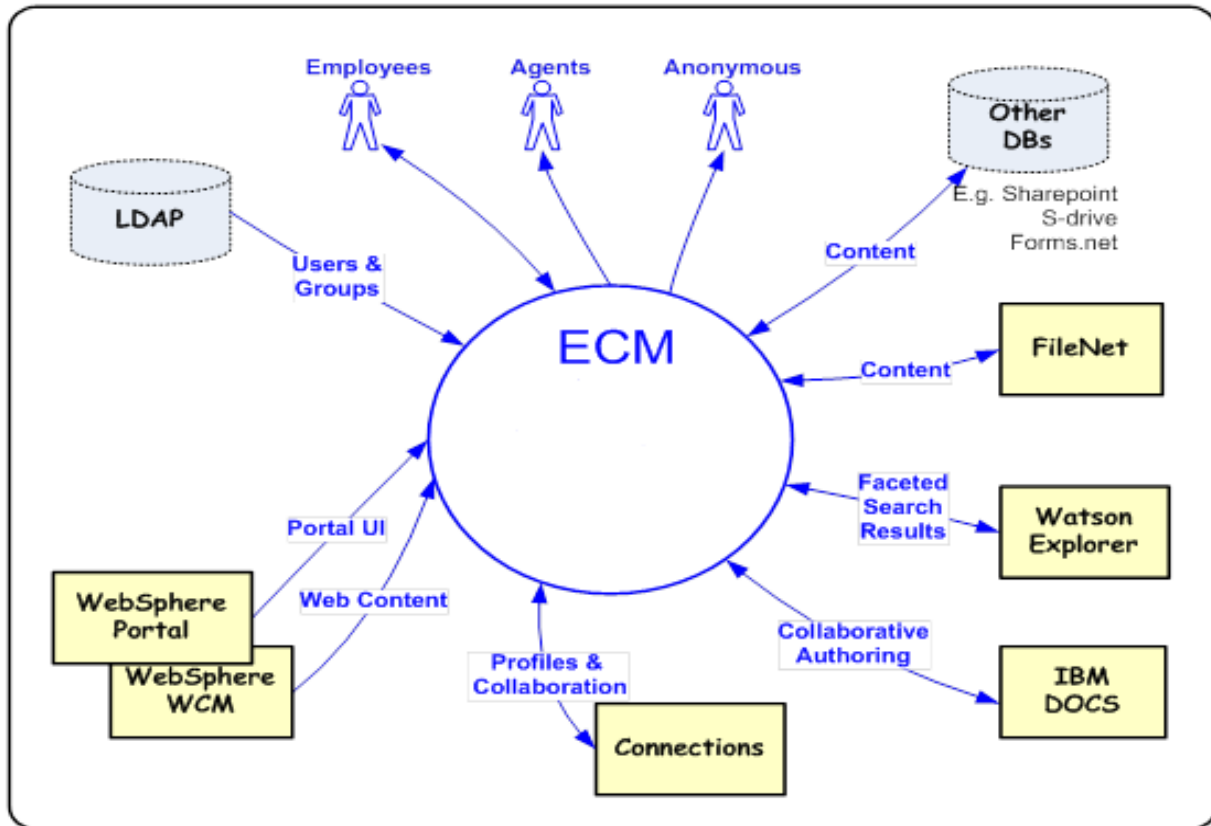 Employees
Agents
Anonymous
Other
DBs
E.g. Sharepoint
S-drive
Forms.net
LDAP
Users &
Groups
Content
ECM
FileNet
Content
Faceted
Search
Results
Watson
Explorer
Portal UI
Web Content
WebSphere
Portal
WebSphere
WCM
Profiles &
Collaboration
Connections
Collaborative
Authoring
IBM
DOCS